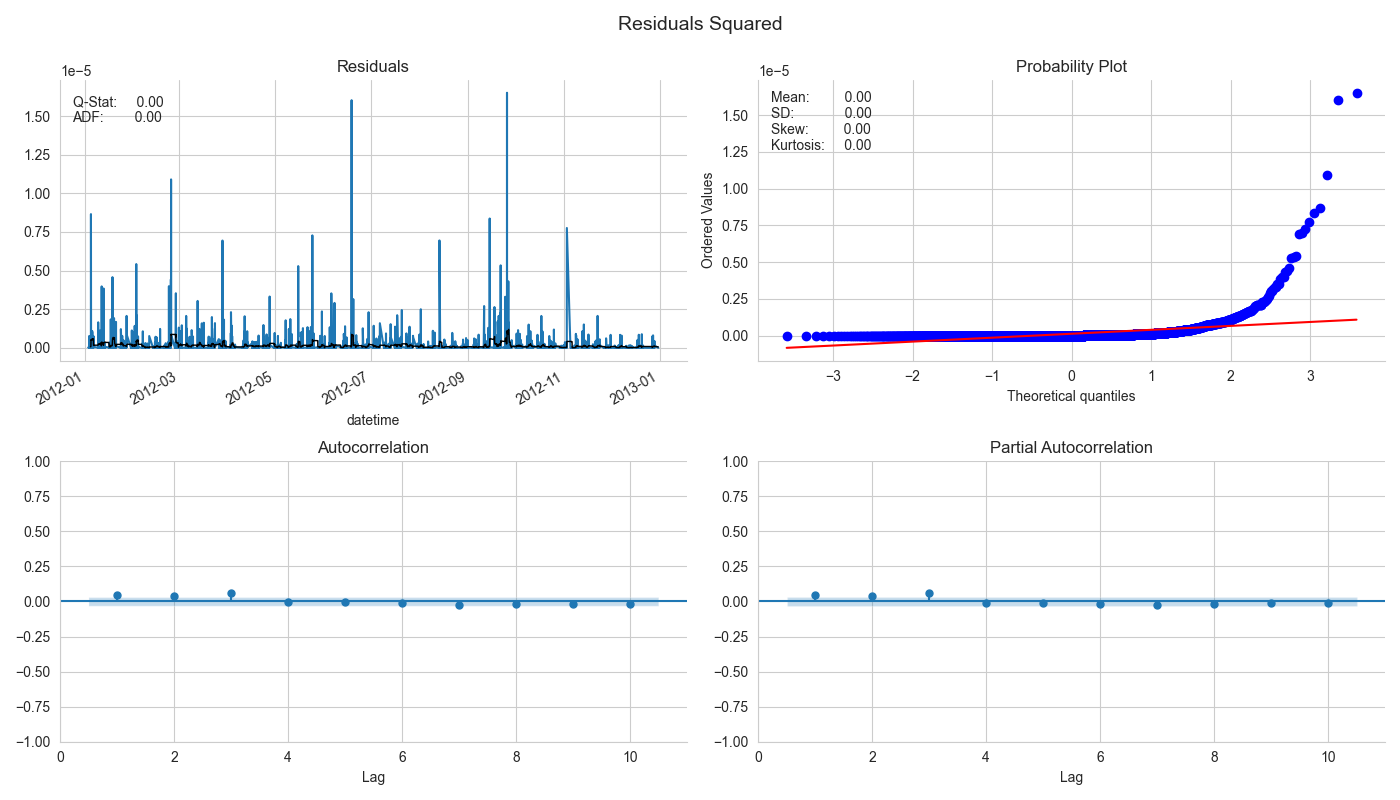 Residuals Squared
Residuals
1e−5
Q-Stat: 0.00
ADF: 0.00
1.50
1.25
1.00
0.75
0.50
0.25
0.00
2012-01 2012-03 2012-05 2012-07 2012-09 2012-11 2013-01
datetime
Probability Plot
1e−5
Mean: 0.00
SD: 0.00
Skew: 0.00
Kurtosis: 0.00
Ordered Values
1.50
1.25
1.00
0.75
0.50
0.25
0.00
−3 −2 −1 0 1 2 3
Theoretical quantiles
Autocorrelation
1.00
0.75
0.50
0.25
0.00
−0.25
−0.50
−0.75
−1.00
0 2 4 6 8 10
Lag
Partial Autocorrelation
1.00
0.75
0.50
0.25
0.00
−0.25
−0.50
−0.75
−1.00
0 2 4 6 8 10
Lag